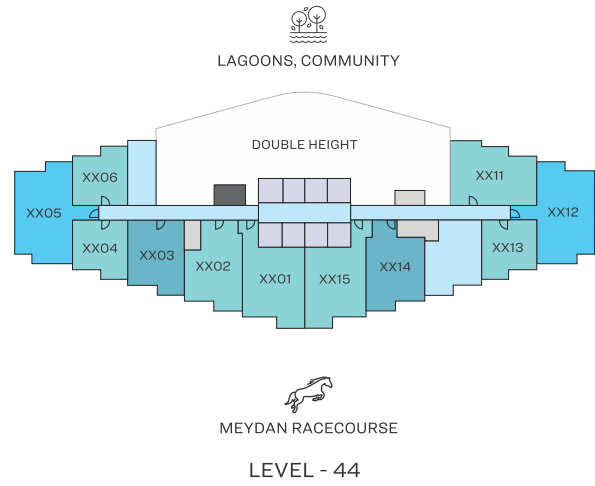 LAGOONS, COMMUNITY
DOUBLE HEIGHT
XX06
XX11
XX05
XX12
XX04
XX03
XX02
XX01
XX15
XX14
XX13
MEYDAN RACECOURSE
LEVEL - 44